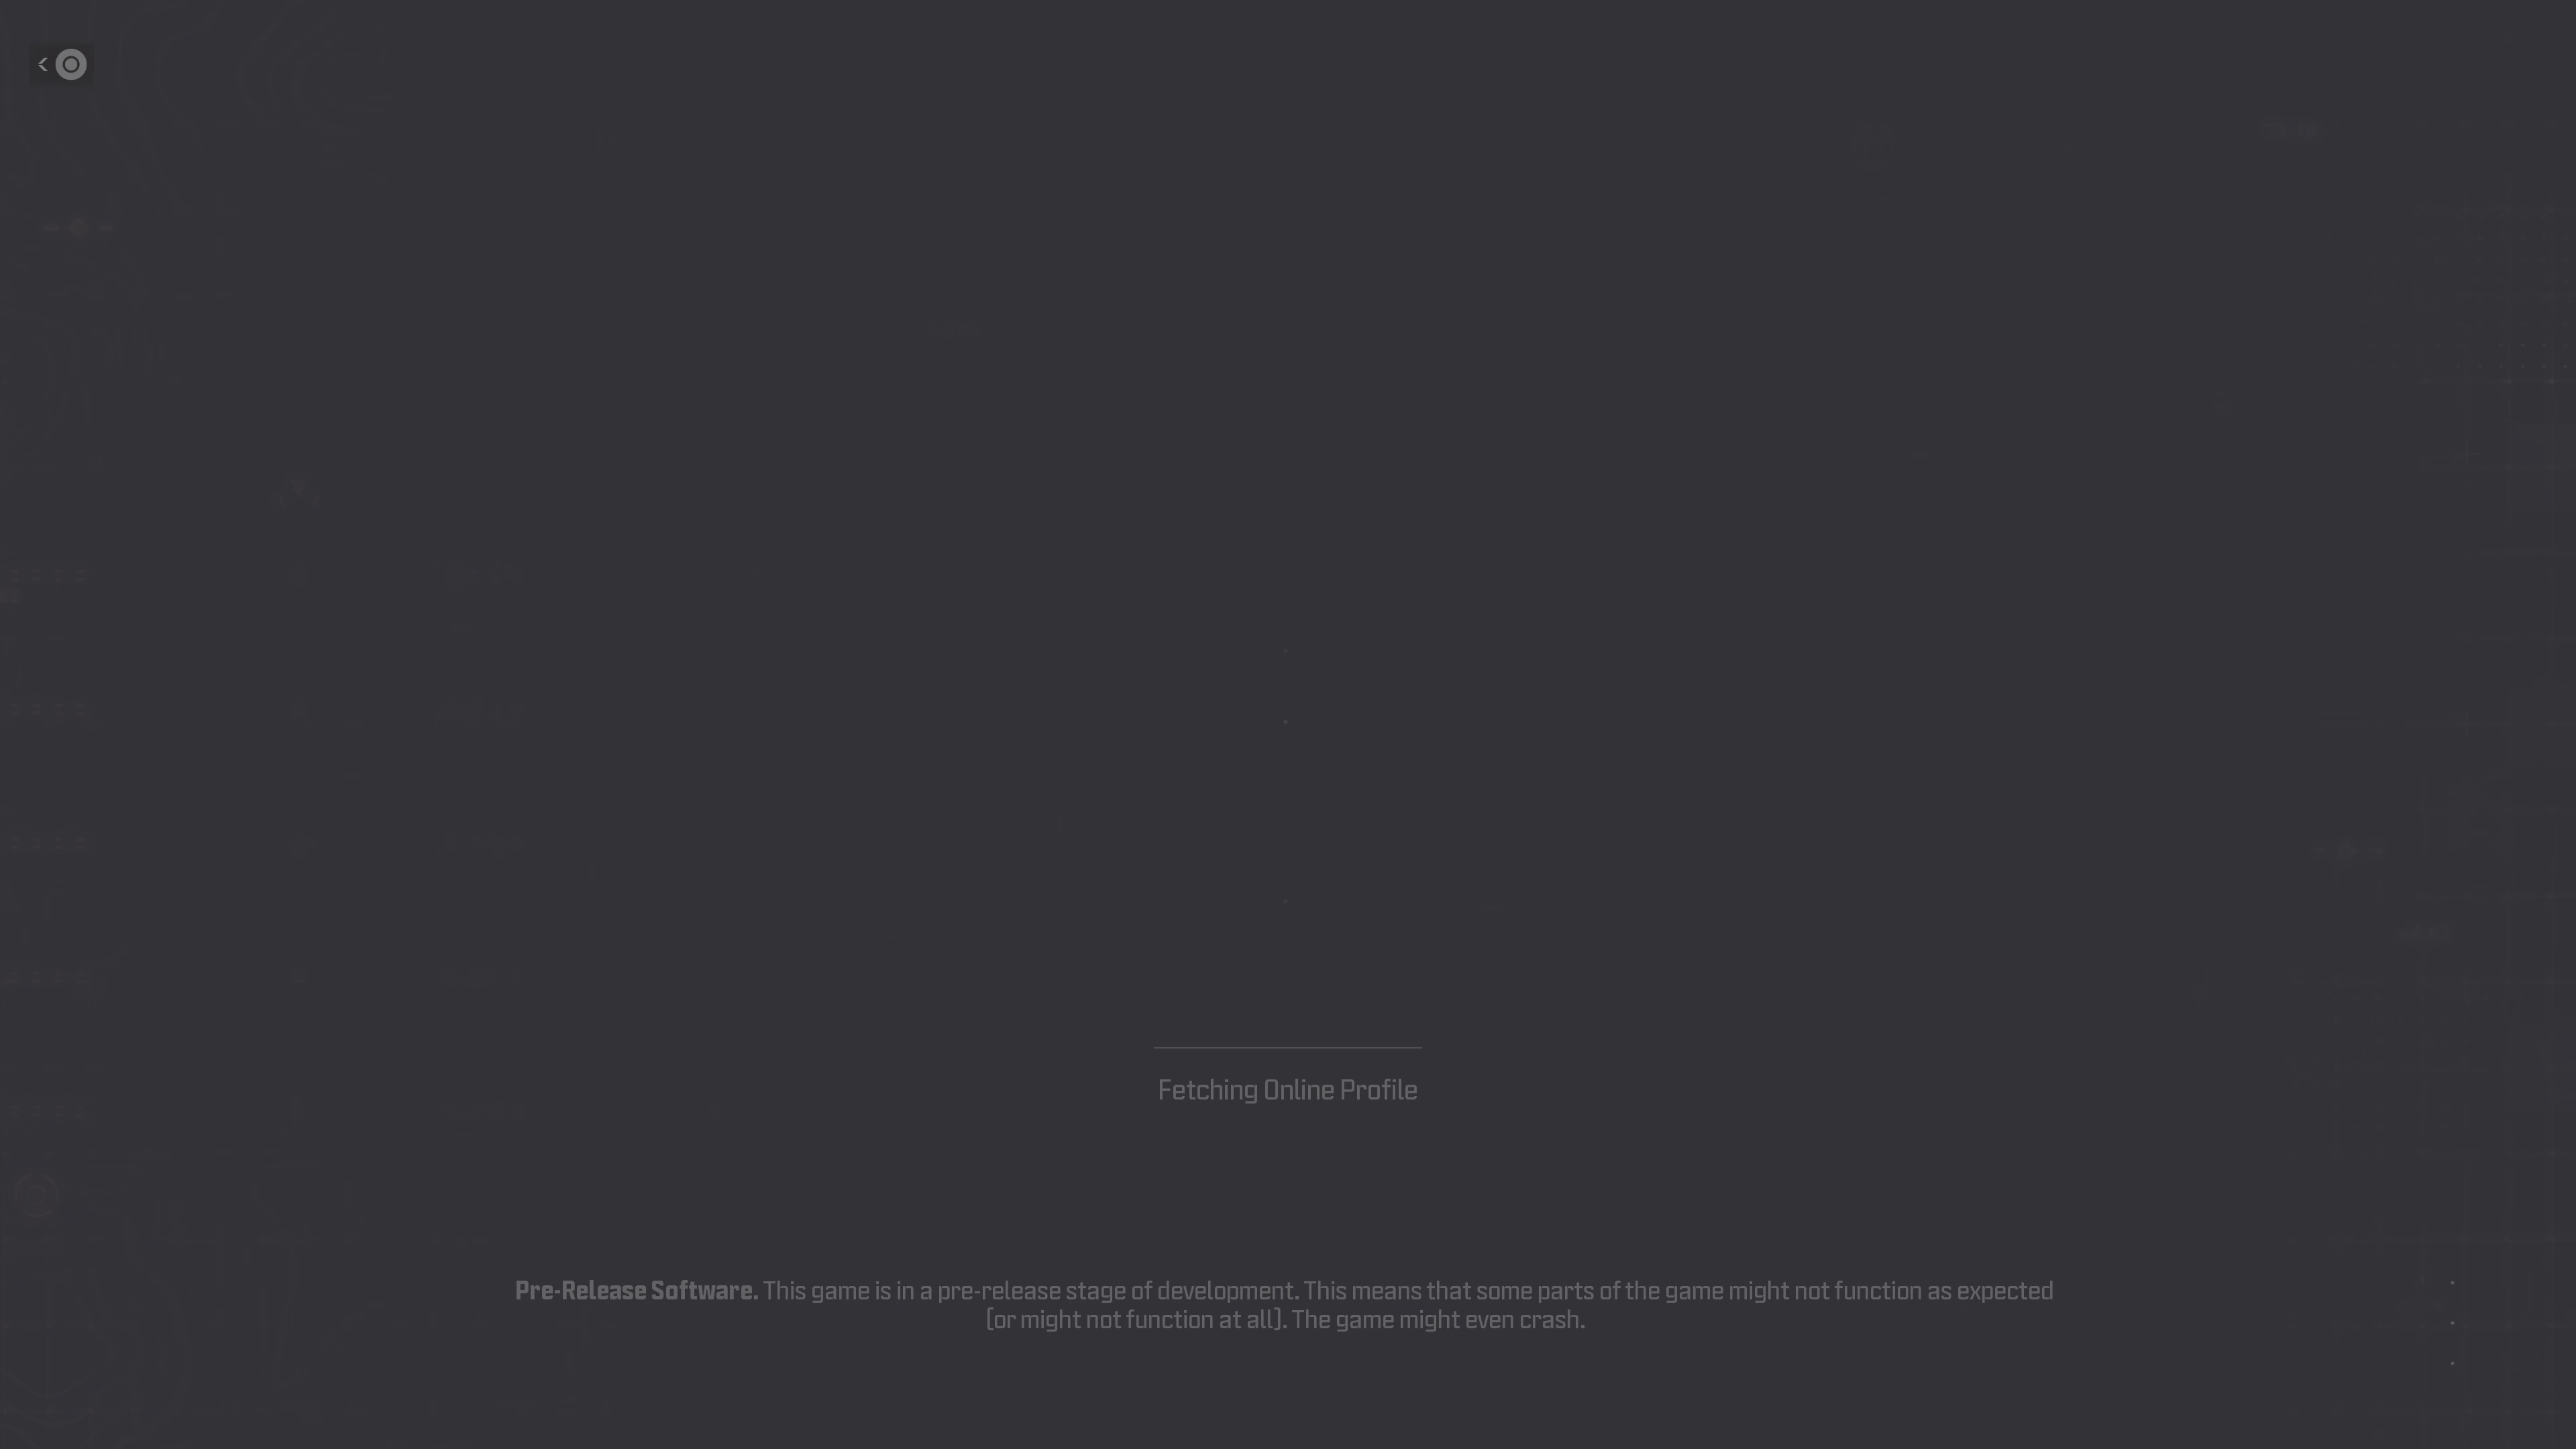 Fetching Online Profile
Pre-Release Software. This game is in a pre-release stage of development. This means that some parts of the game might not function as expected
(or might not function at all). The game might even crash.